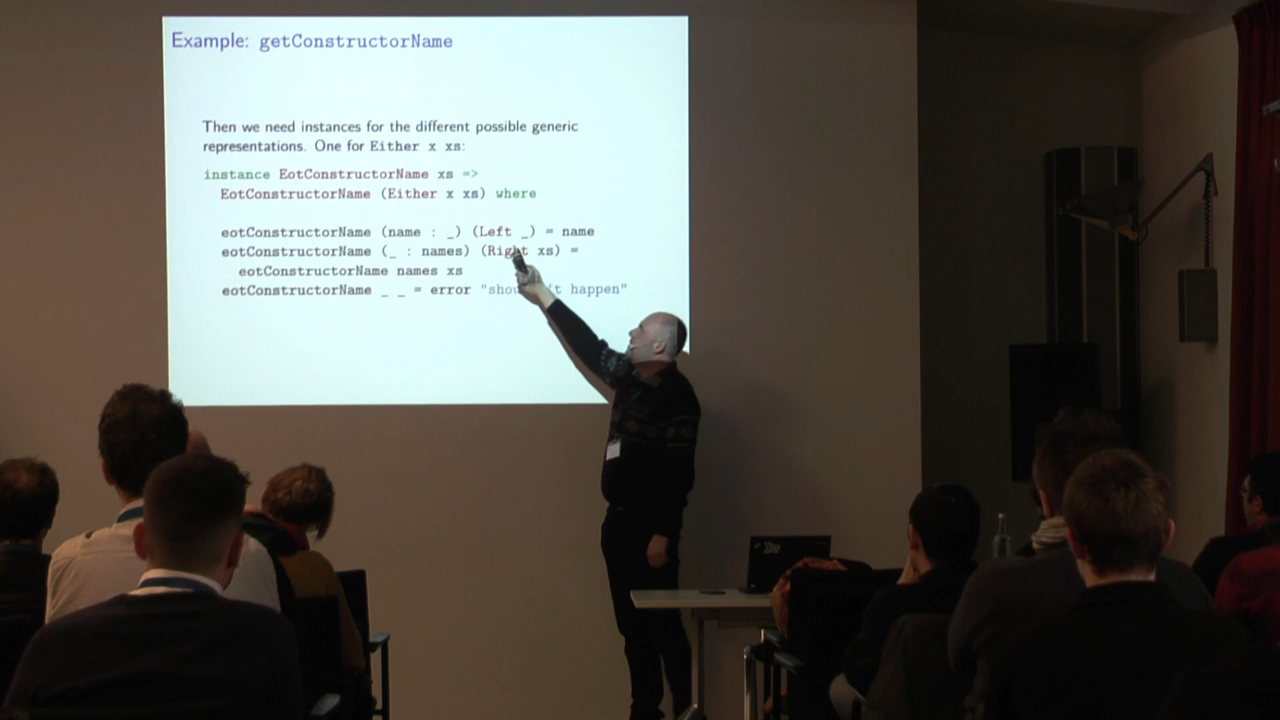 Example: getConstructorName
Then we need instances for the different possible generic
representations. One for Either x xs:
instance EotConstructorName xs =>
EotConstructorName (Either x xs) where
eotConstructorName (name : _) (Left _) = name
eotConstructorName (_ : names) (Right xs) =
eotConstructorName names xs
eotConstructorName _ _ = error "shouldn't happen"